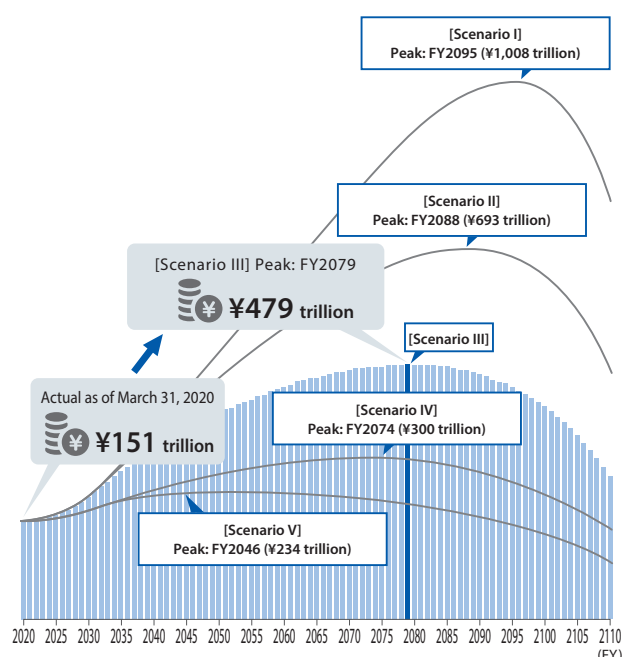 [Scenario I]
Peak: FY2095 (¥1,008 trillion)
[Scenario II]
Peak: FY2088 (¥693 trillion)
[Scenario III] Peak: FY2079
¥479 trillion
[Scenario III]
Actual as of March 31, 2020
¥151 trillion
[Scenario IV]
Peak: FY2074 (¥300 trillion)
[Scenario V]
Peak: FY2046 (¥234 trillion)
2020 2025 2030 2035 2040 2045 2050 2055 2060 2065 2070 2075 2080 2085 2090 2095 2100 2105 2110
(FY)